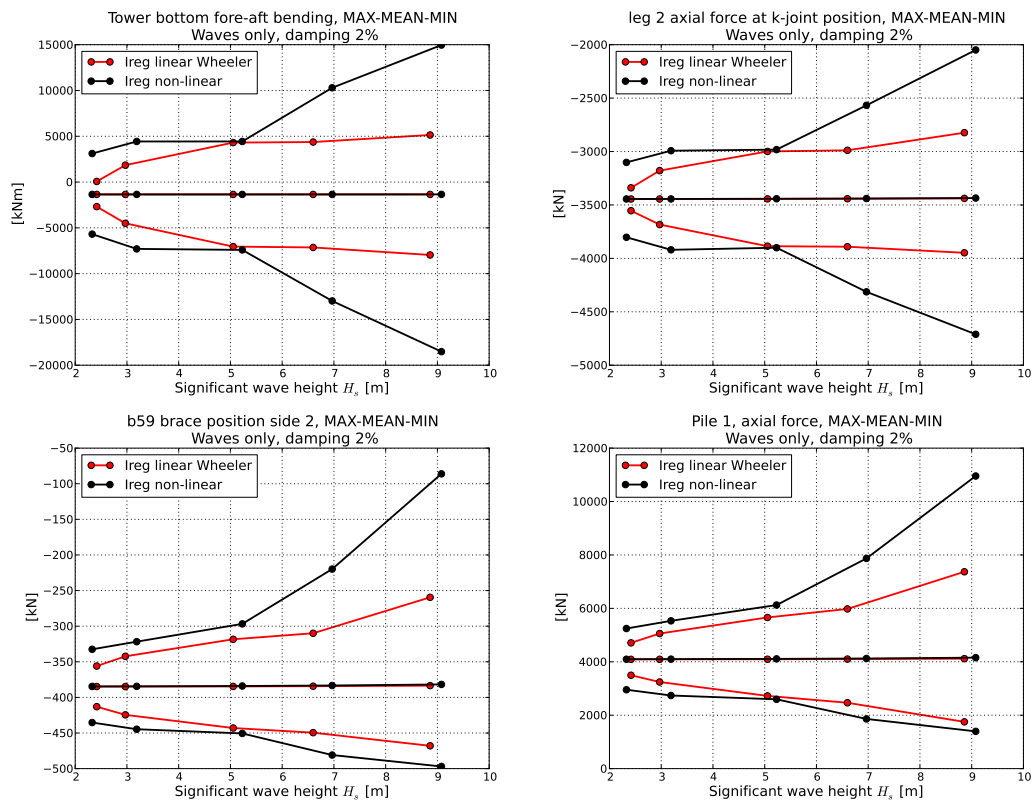 Tower bottom fore-aft bending, MAX-MEAN-MIN
Waves only, damping 2%
Ireg linear Wheeler
Ireg non-linear
15000
10000
5000
0
−5000
−10000
−15000
−20000
[kNm]
2 3 4 5 6 7 8 9 10
Significant wave height Hs [m]
leg 2 axial force at k-joint position, MAX-MEAN-MIN
Waves only, damping 2%
Ireg linear Wheeler
Ireg non-linear
−2000
−2500
−3000
−3500
−4000
−4500
−5000
[kN]
2 3 4 5 6 7 8 9 10
Significant wave height Hs [m]
b59 brace position side 2, MAX-MEAN-MIN
Waves only, damping 2%
Ireg linear Wheeler
Ireg non-linear
−50
−100
−150
−200
−250
−300
−350
−400
−450
−500
[kN]
2 3 4 5 6 7 8 9 10
Significant wave height Hs [m]
Pile 1, axial force, MAX-MEAN-MIN
Waves only, damping 2%
Ireg linear Wheeler
Ireg non-linear
12000
10000
8000
6000
4000
2000
0
[kN]
2 3 4 5 6 7 8 9 10
Significant wave height Hs [m]